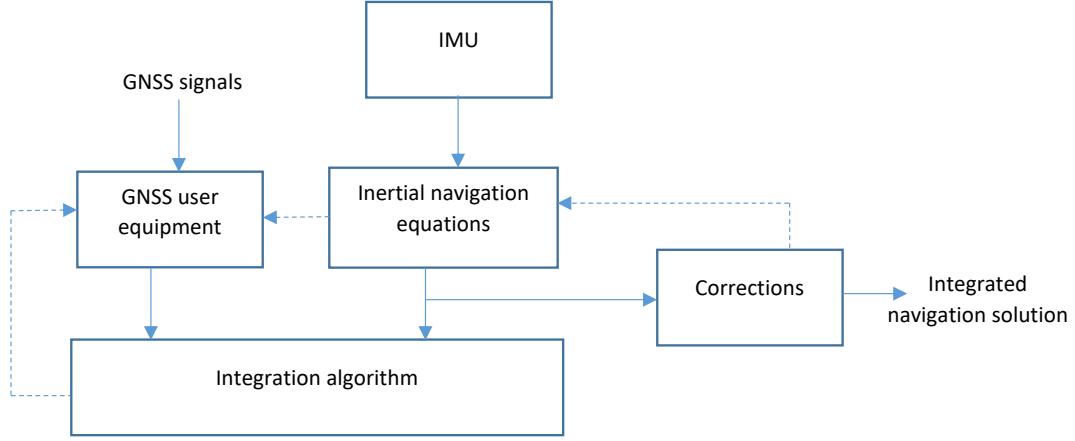 IMU
GNSS signals
GNSS user
equipment
Inertial navigation
equations
Corrections
Integrated
navigation solution
Integration algorithm